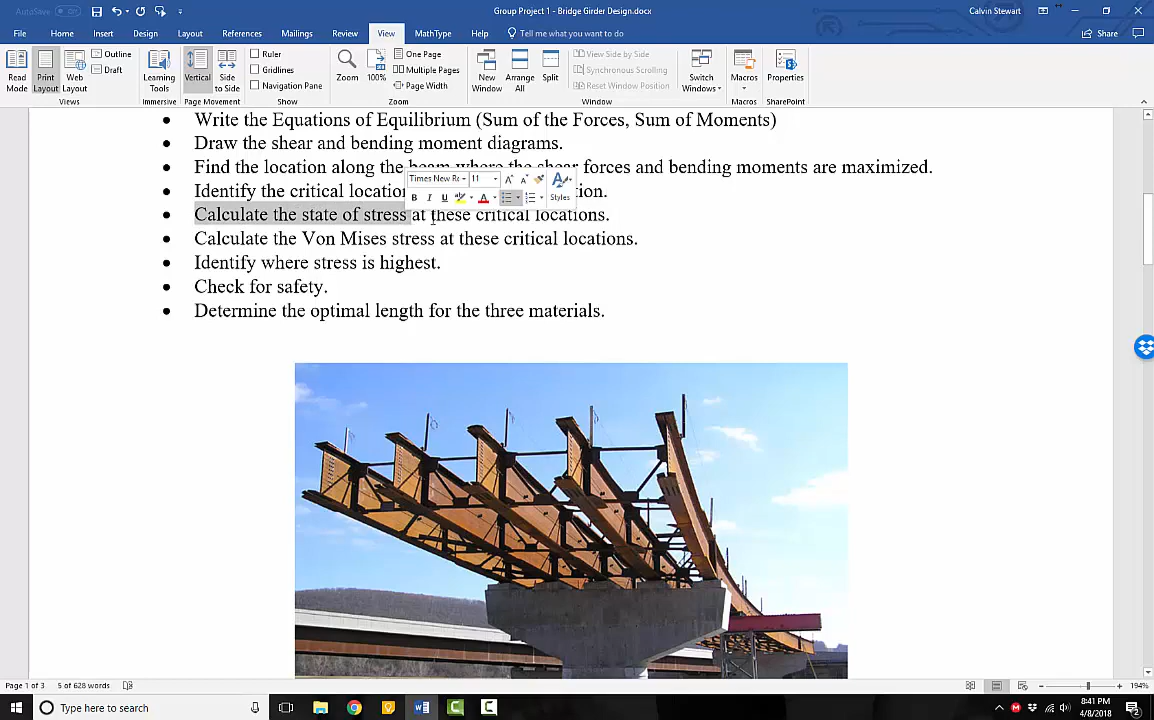 AutoSave Off
Group Project 1 - Bridge Girder Design.docx
Calvin Stewart
File Home Insert Design Layout References Mailings Review View MathType Help Tell me what you want to do
Share
Read Mode
Print Layout
Web Layout
Outline
Draft
Views
Learning Tools
Immersive
Vertical
Side to Side
Page Movement
Ruler
Gridlines
Navigation Pane
Show
Zoom
100%
One Page
Multiple Pages
Page Width
Zoom
New Window
Arrange All
Split
View Side by Side
Synchronous Scrolling
Reset Window Position
Window
Switch Windows
Macros
Macros
Properties
SharePoint
• Write the Equations of Equilibrium (Sum of the Forces, Sum of Moments)
• Draw the shear and bending moment diagrams.
• Find the location along the beam where the shear forces and bending moments are maximized.
Times New Ro 11
• Identify the critical location
B I U
Styles
• Calculate the state of stress at these critical locations.
• Calculate the Von Mises stress at these critical locations.
• Identify where stress is highest.
• Check for safety.
• Determine the optimal length for the three materials.
Page 1 of 3 5 of 628 words
194%
Type here to search
8:41 PM
4/8/2018
2